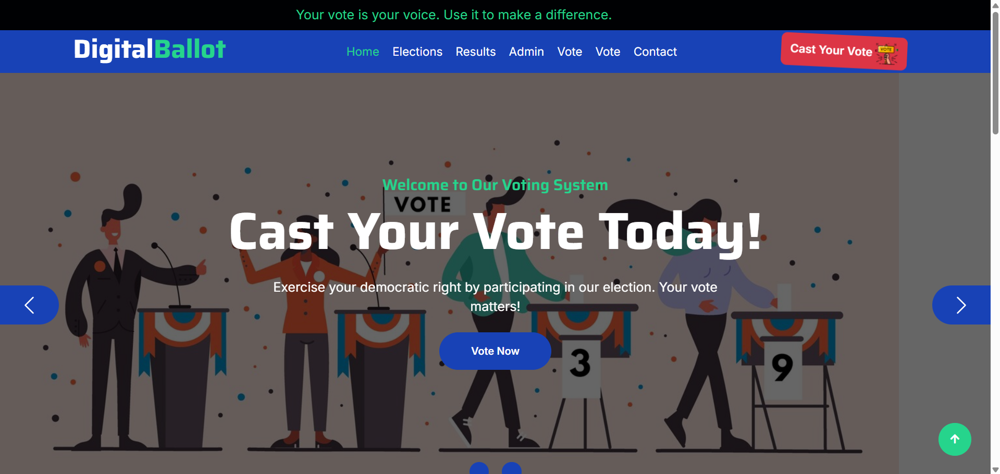 Your vote is your voice. Use it to make a difference.
DigitalBallot
Home Elections Results Admin Vote Vote Contact
Cast Your Vote
VOTE
Welcome to Our Voting System
VOTE
Cast Your Vote Today!
Exercise your democratic right by participating in our election. Your vote
matters!
Vote Now
3
9